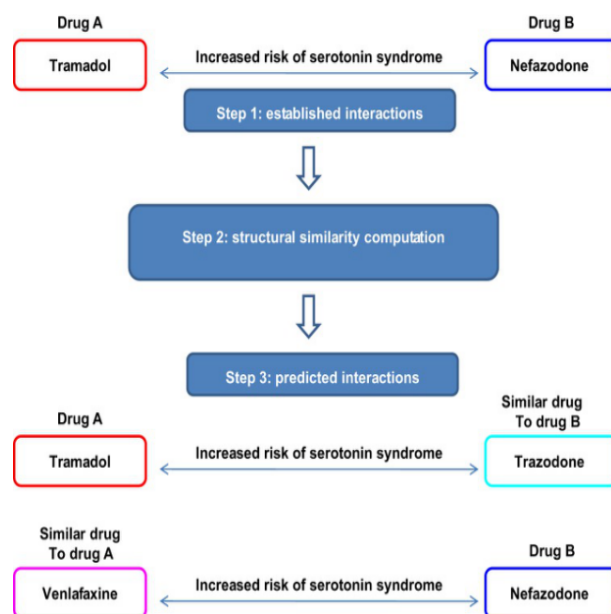 Drug A
Drug B
Tramadol
Increased risk of serotonin syndrome
Nefazodone
Step 1: established interactions
Step 2: structural similarity computation
Step 3: predicted interactions
Drug A
Similar drug
To drug B
Tramadol
Increased risk of serotonin syndrome
Trazodone
Similar drug
To drug A
Drug B
Venlafaxine
Increased risk of serotonin syndrome
Nefazodone